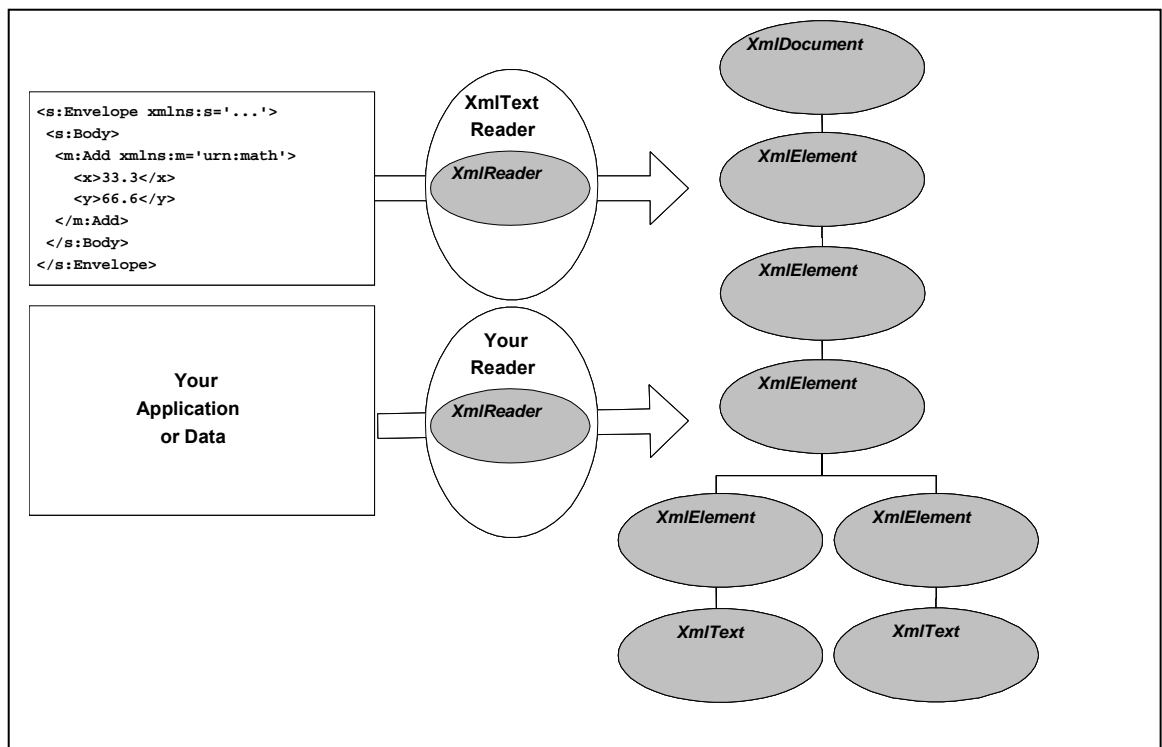 <s:Envelope xmlns:s='...'>
<s:Body>
<m:Add xmlns:m='urn:math'>
<x>33.3</x>
<y>66.6</y>
</m:Add>
</s:Body>
</s:Envelope>
XmlText
Reader
XmlReader
Your
Application
or Data
Your
Reader
XmlReader
XmlDocument
XmlElement
XmlElement
XmlElement
XmlElement
XmlElement
XmlText
XmlText